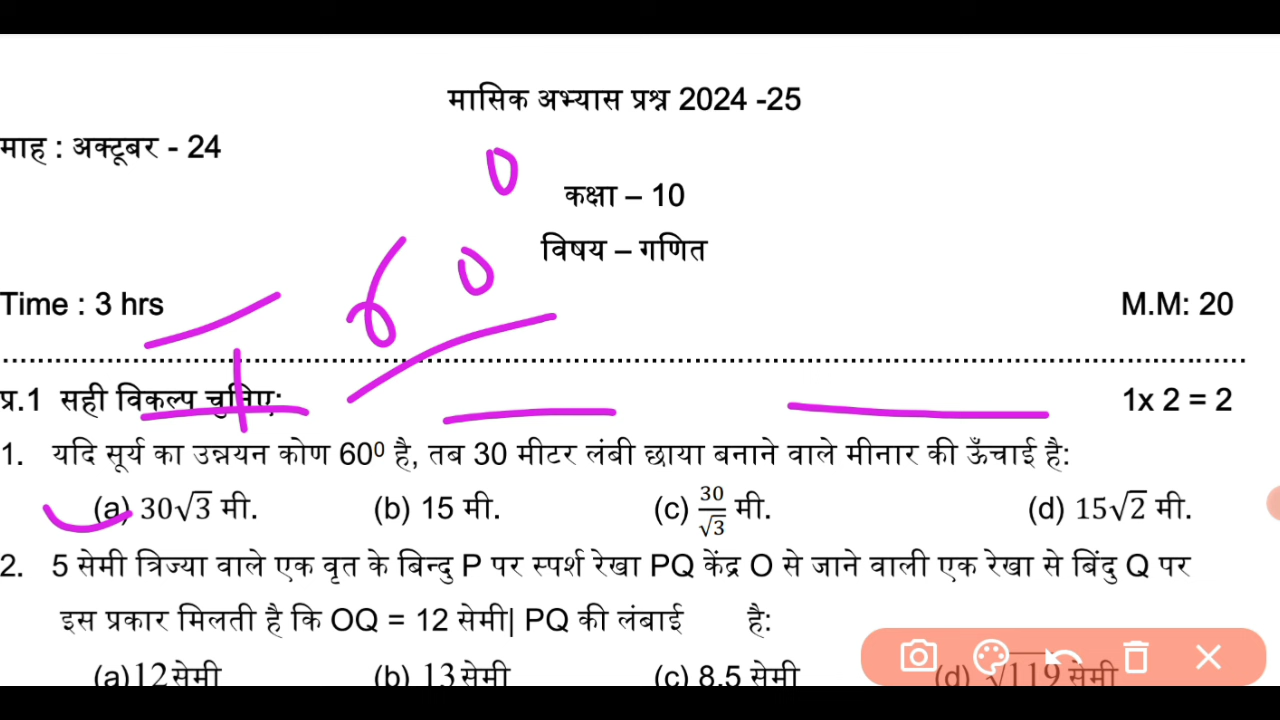 मासिक अभ्यास प्रश्न 2024 -25
माह : अक्टूबर - 24
कक्षा – 10
विषय – गणित
Time : 3 hrs M.M: 20
प्र.1 सही विकल्प चुनिए: 1x 2 = 2
1. यदि सूर्य का उन्नयन कोण 60⁰ है, तब 30 मीटर लंबी छाया बनाने वाले मीनार की ऊँचाई है:
(a) 30√3 मी. (b) 15 मी. (c) 30/√3 मी. (d) 15√2 मी.
2. 5 सेमी त्रिज्या वाले एक वृत के बिन्दु P पर स्पर्श रेखा PQ केंद्र O से जाने वाली एक रेखा से बिंदु Q पर
इस प्रकार मिलती है कि OQ = 12 सेमी| PQ की लंबाई है:
(a)12सेमी (b) 13सेमी (c) 8.5 सेमी (d) √119 सेमी